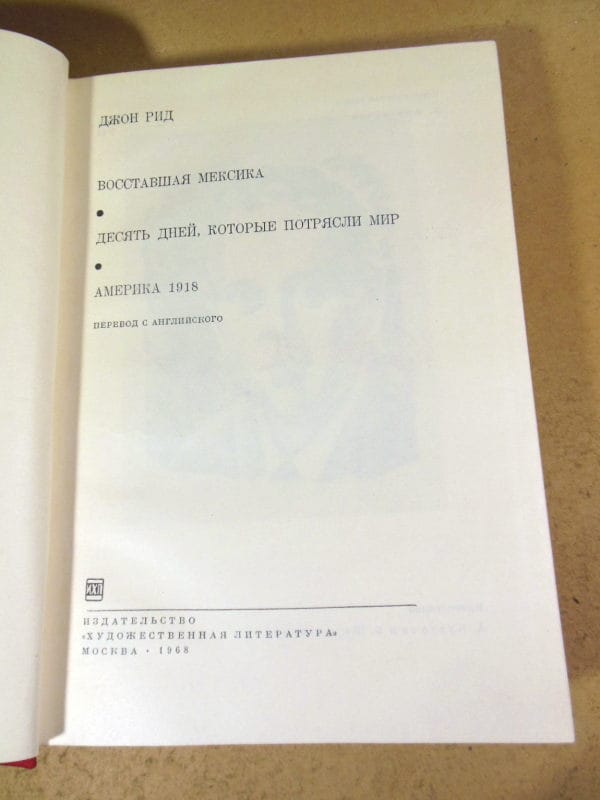 ДЖОН РИД
ВОССТАВШАЯ МЕКСИКА
•
ДЕСЯТЬ ДНЕЙ, КОТОРЫЕ ПОТРЯСЛИ МИР
•
АМЕРИКА 1918
ПЕРЕВОД С АНГЛИЙСКОГО
ИЗДАТЕЛЬСТВО
«ХУДОЖЕСТВЕННАЯ ЛИТЕРАТУРА»
МОСКВА · 1968